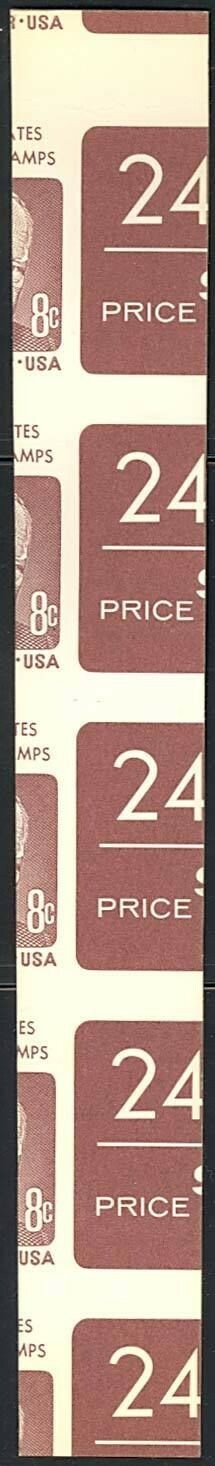 R·USA
ATES
AMPS
24
8c
PRICE $
·USA
TES
AMPS
24
8c
PRICE $
·USA
TES
MPS
24
8c
PRICE $
USA
ES
MPS
24
8c
PRICE $
USA
ES
MPS
24